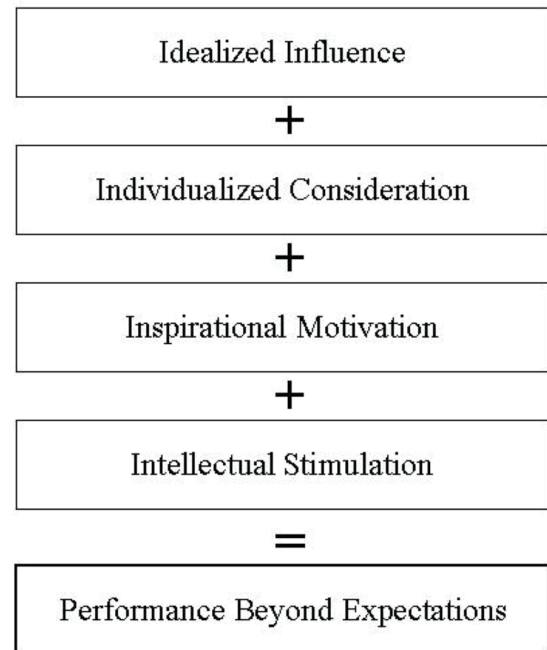 Idealized Influence
+
Individualized Consideration
+
Inspirational Motivation
+
Intellectual Stimulation
=
Performance Beyond Expectations